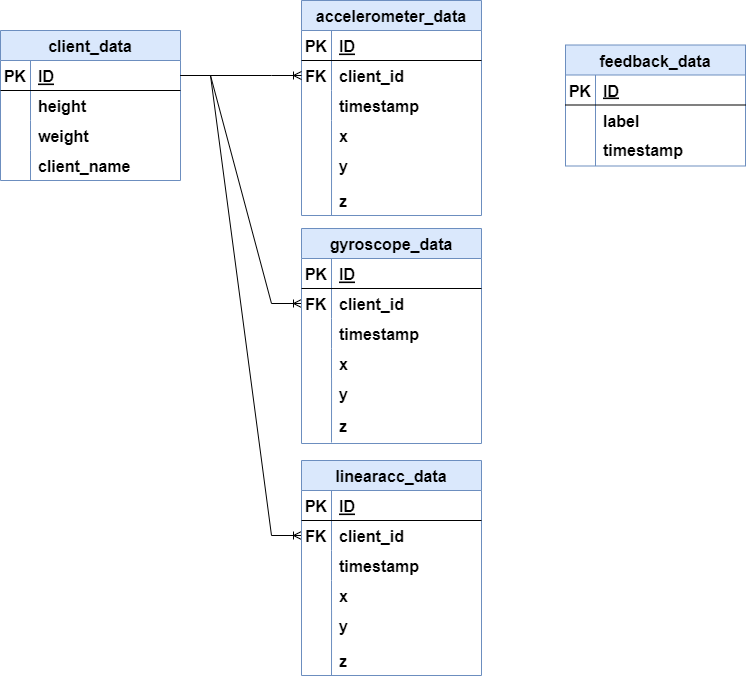 client_data
PK ID
height
weight
client_name
accelerometer_data
PK ID
FK client_id
timestamp
x
y
z
gyroscope_data
PK ID
FK client_id
timestamp
x
y
z
linearacc_data
PK ID
FK client_id
timestamp
x
y
z
feedback_data
PK ID
label
timestamp